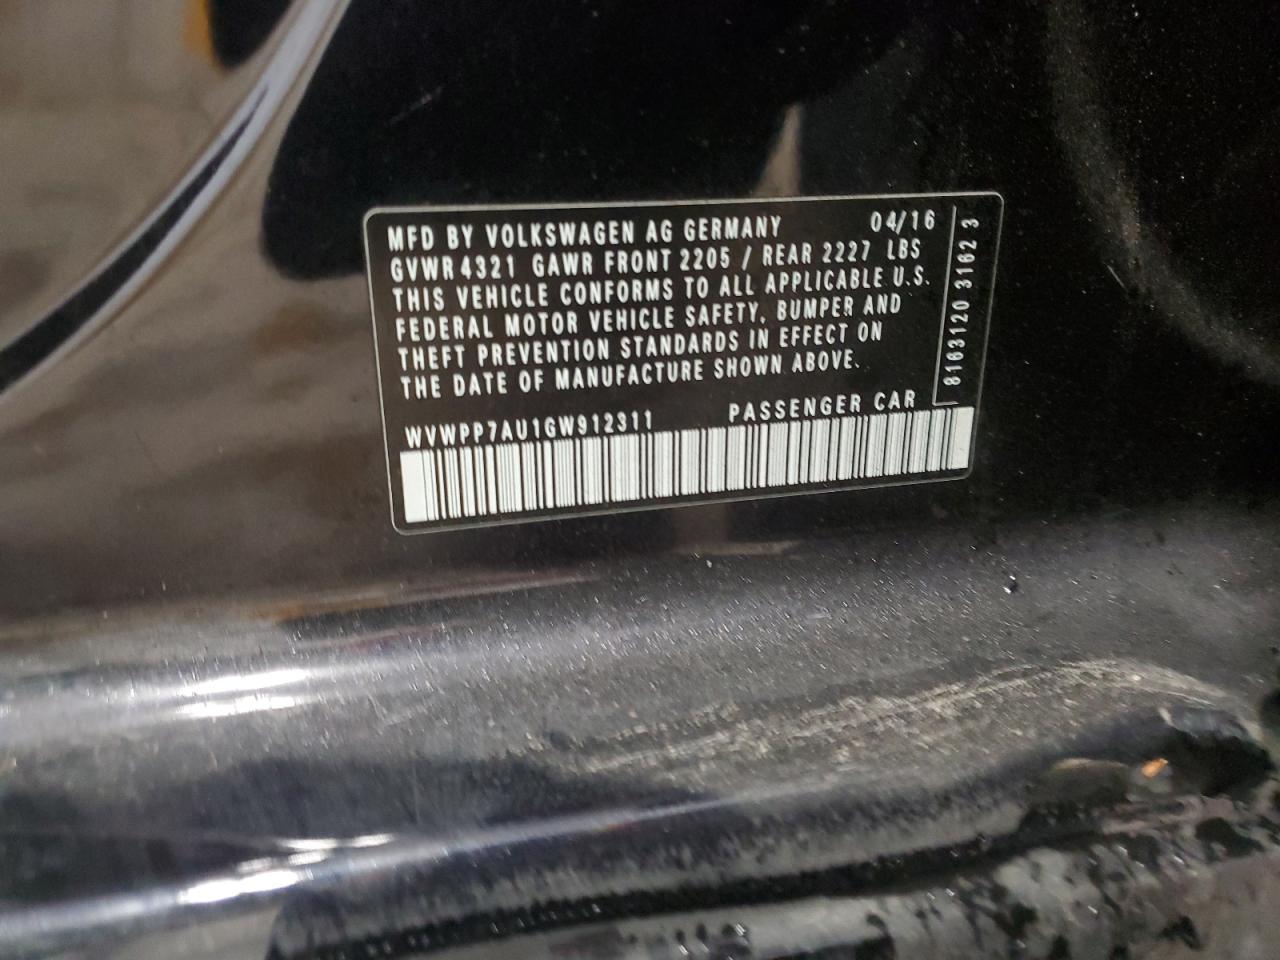 MFD BY VOLKSWAGEN AG GERMANY 04/16
GVWR 4321 GAWR FRONT 2205 / REAR 2227 LBS
THIS VEHICLE CONFORMS TO ALL APPLICABLE U.S.
FEDERAL MOTOR VEHICLE SAFETY, BUMPER AND
THEFT PREVENTION STANDARDS IN EFFECT ON
THE DATE OF MANUFACTURE SHOWN ABOVE.
WVWPP7AU1GW912311 PASSENGER CAR
8163120 3162 3